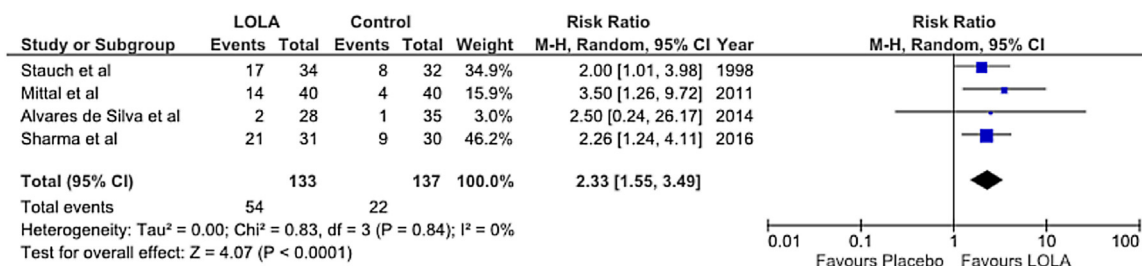 LOLA Control Risk Ratio Risk Ratio
Study or Subgroup Events Total Events Total Weight M-H, Random, 95% CI Year M-H, Random, 95% CI
Stauch et al 17 34 8 32 34.9% 2.00 [1.01, 3.98] 1998
Mittal et al 14 40 4 40 15.9% 3.50 [1.26, 9.72] 2011
Alvares de Silva et al 2 28 1 35 3.0% 2.50 [0.24, 26.17] 2014
Sharma et al 21 31 9 30 46.2% 2.26 [1.24, 4.11] 2016
Total (95% CI) 133 137 100.0% 2.33 [1.55, 3.49]
Total events 54 22
Heterogeneity: Tau² = 0.00; Chi² = 0.83, df = 3 (P = 0.84); I² = 0%
Test for overall effect: Z = 4.07 (P < 0.0001)
0.01 0.1 1 10 100
Favours Placebo Favours LOLA